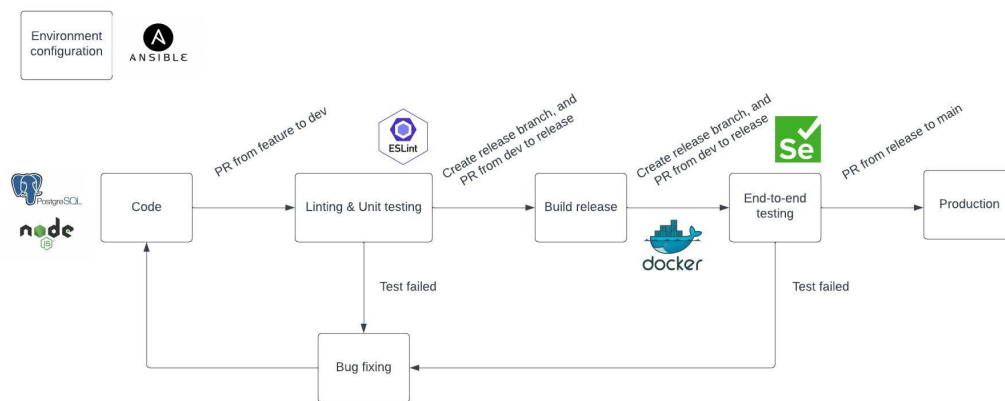 Environment
configuration
ANSIBLE
PR from feature to dev
ESLint
Create release branch, and
PR from dev to release
Create release branch, and
PR from dev to release
Se
PR from release to main
PostgreSQL
node
JS
Code
Linting & Unit testing
Build release
docker
End-to-end
testing
Production
Test failed
Test failed
Bug fixing